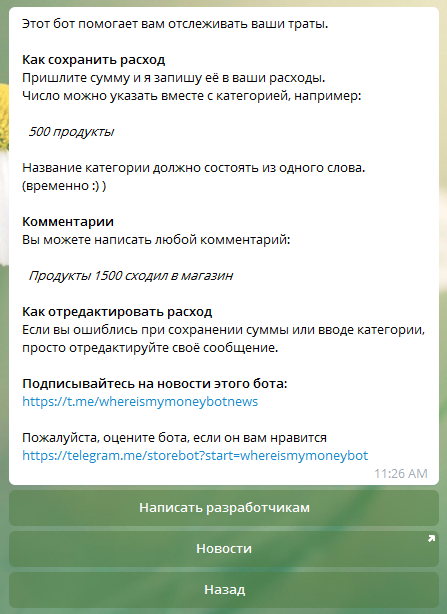 Этот бот помогает вам отслеживать ваши траты.
Как сохранить расход
Пришлите сумму и я запишу её в ваши расходы.
Число можно указать вместе с категорией, например:
500 продукты
Название категории должно состоять из одного слова.
(временно :) )
Комментарии
Вы можете написать любой комментарий:
Продукты 1500 сходил в магазин
Как отредактировать расход
Если вы ошиблись при сохранении суммы или вводе категории,
просто отредактируйте своё сообщение.
Подписывайтесь на новости этого бота:
https://t.me/whereismymoneybotnews
Пожалуйста, оцените бота, если он вам нравится
https://telegram.me/storebot?start=whereismymoneybot
11:26 AM
Написать разработчикам
Новости
Назад